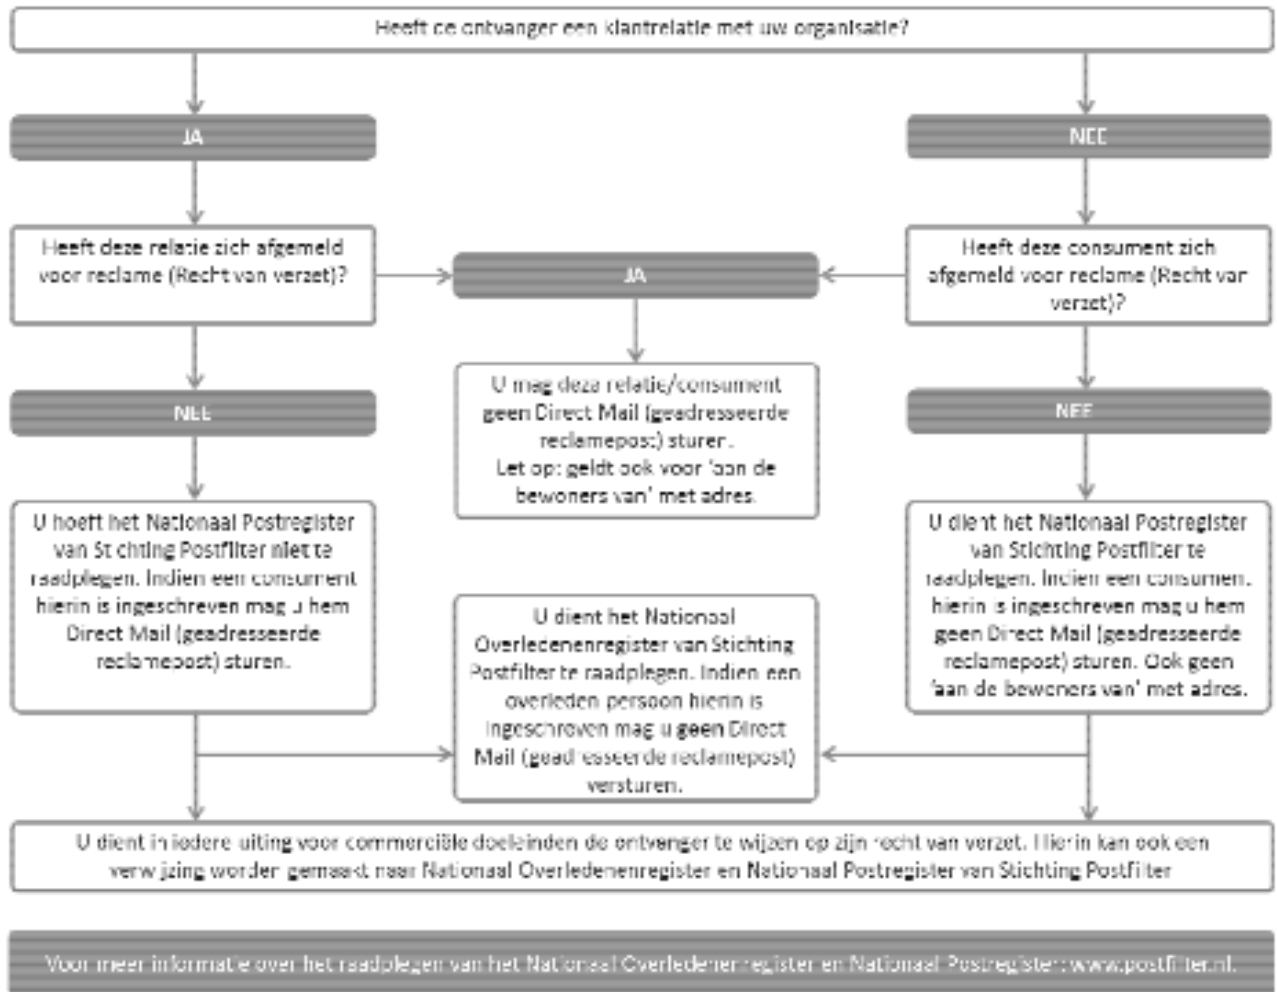 Heeft de ontvanger een klantrelatie met uw organisatie?
JA
NEE
Heeft deze relatie zich afgemeld
voor reclame (Recht van verzet)?
JA
Heeft deze consument zich
afgemeld voor reclame (Recht van
verzet)?
U mag deze relatie/consument
geen Direct Mail (geadresseerde
reclamepost) sturen.
Let op: geldt ook voor 'aan de
bewoners van' met adres.
NEE
NEE
U hoeft het Nationaal Postregister
van Stichting Postfilter niet te
raadplegen. Indien een consument
hierin is ingeschreven mag u hem
Direct Mail (geadresseerde
reclamepost) sturen.
U dient het Nationaal
Overledenenregister van Stichting
Postfilter te raadplegen. Indien een
overleden persoon hierin is
ingeschreven mag u geen Direct
Mail (geadresseerde reclamepost)
versturen.
U dient het Nationaal Postregister
van Stichting Postfilter te
raadplegen. Indien een consument
hierin is ingeschreven mag u hem
geen Direct Mail (geadresseerde
reclamepost) sturen. Ook geen
'aan de bewoners van' met adres.
U dient in iedere uiting voor commerciële doeleinden de ontvanger te wijzen op zijn recht van verzet. Hierin kan ook een
verwijzing worden gemaakt naar Nationaal Overledenenregister en Nationaal Postregister van Stichting Postfilter
Voor meer informatie over het raadplegen van het Nationaal Overledenenregister en Nationaal Postregister: www.postfilter.nl.